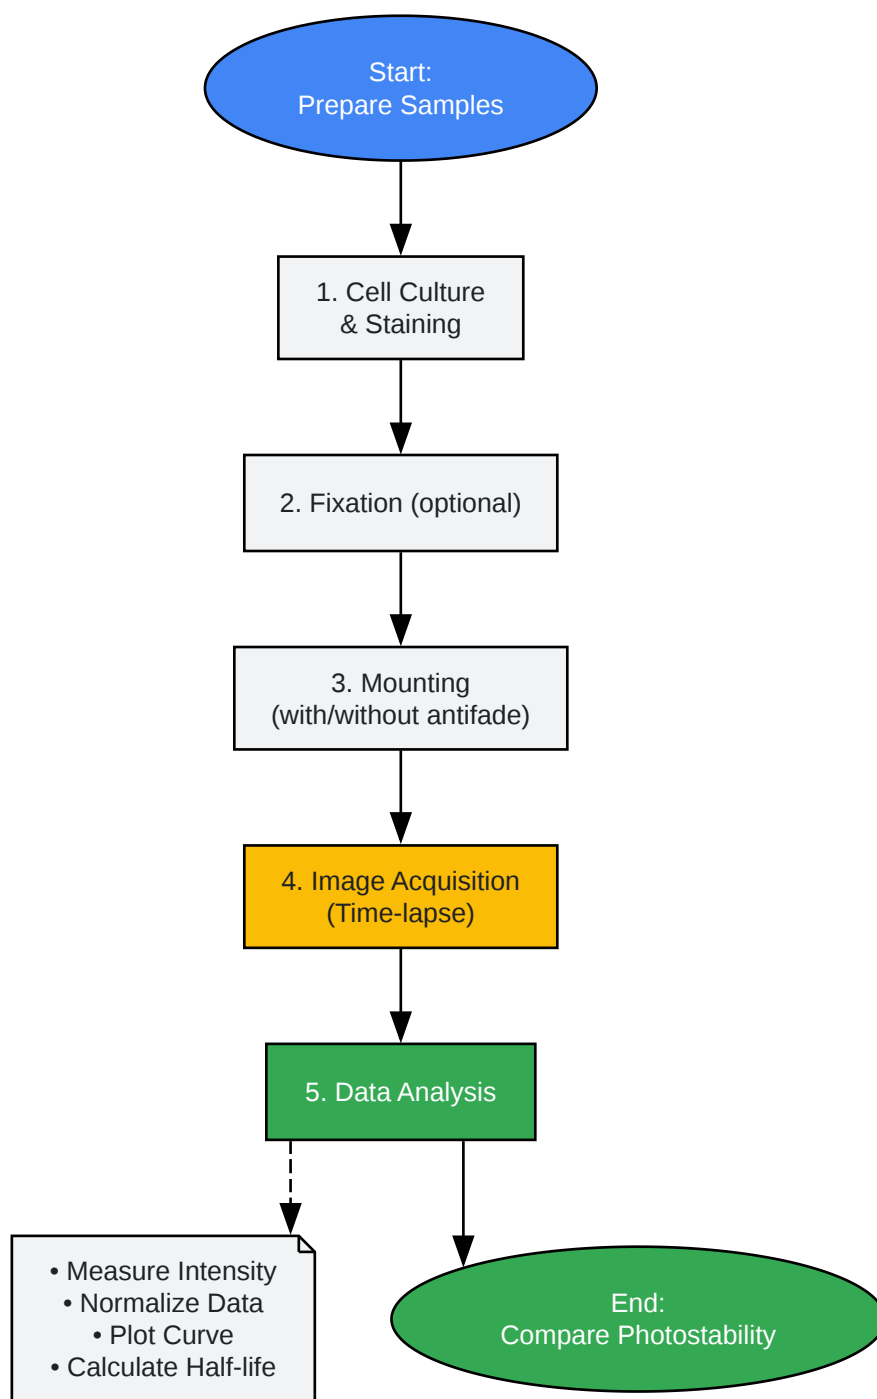 Start:
Prepare Samples
1. Cell Culture
& Staining
2. Fixation (optional)
3. Mounting
(with/without antifade)
4. Image Acquisition
(Time-lapse)
5. Data Analysis
• Measure Intensity
• Normalize Data
• Plot Curve
• Calculate Half-life
End:
Compare Photostability